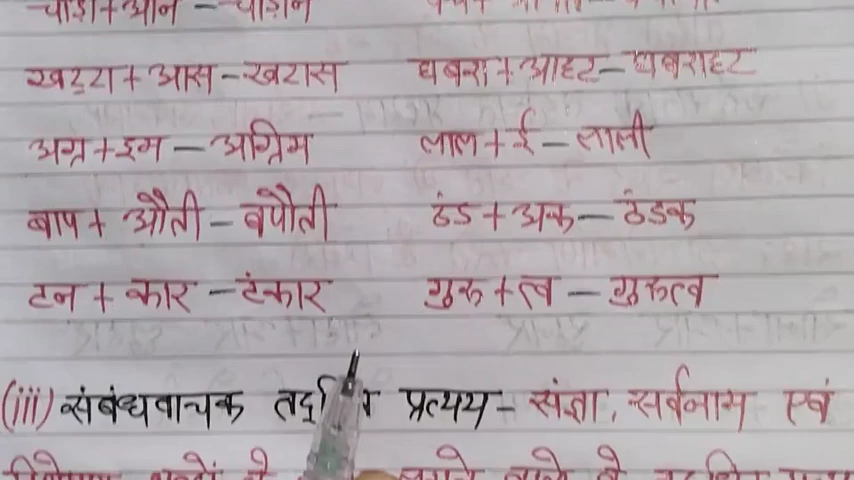 चौड़ा+आन – चौड़ान
खट्टा + आस – खटास घबरा + आहट – घबराहट
अग्र + इम – अग्रिम लाल + ई – लाली
बाप + औती – बपौती ठंड + अक – ठंडक
टन + कार – टंकार गुरु + त्व – गुरुत्व
(iii) संबंधवाचक प्रत्यय – संज्ञा, सर्वनाम एवं